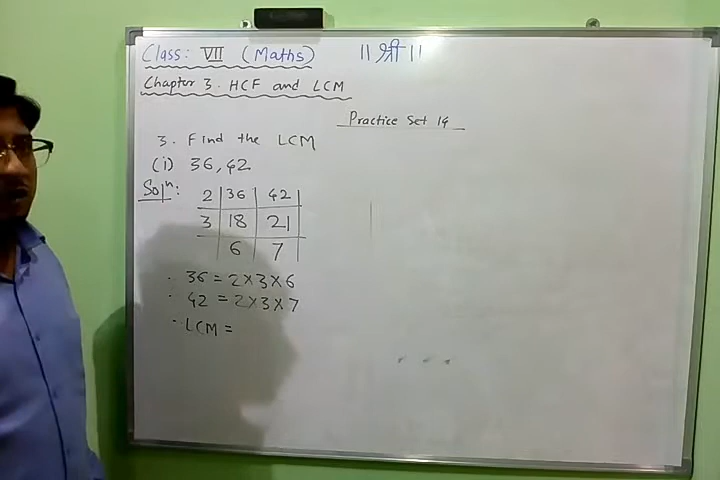 Class: VII (Maths) || श्री ||
Chapter 3. HCF and LCM
Practice Set 14
3. Find the LCM
(i) 36, 42
Solⁿ:
2 | 36 | 42 |
3 | 18 | 21 |
6 | 7 |
· 36 = 2×3×6
· 42 = 2×3×7
· LCM =